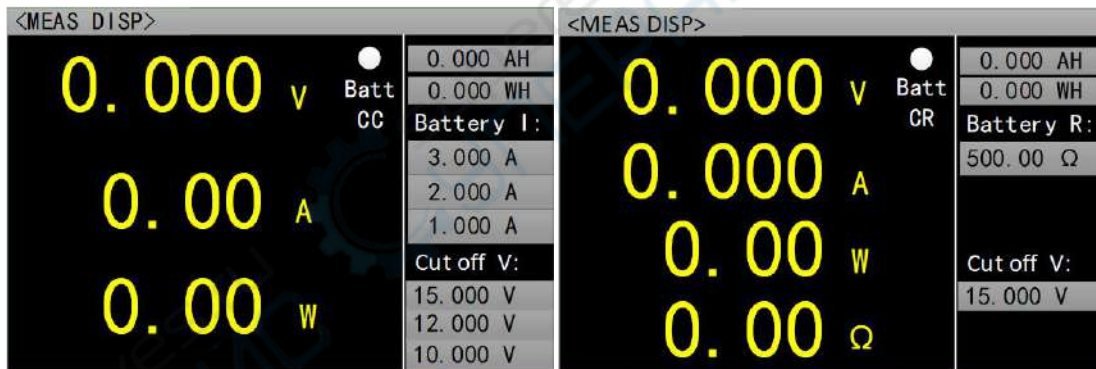 <MEAS DISP>
0.000 V
Batt
CC
0.00 A
0.00 W
0.000 AH
0.000 WH
Battery I:
3.000 A
2.000 A
1.000 A
Cut off V:
15.000 V
12.000 V
10.000 V
<MEAS DISP>
0.000 V
Batt
CR
0.000 A
0.00 W
0.00 Ω
0.000 AH
0.000 WH
Battery R:
500.00 Ω
Cut off V:
15.000 V